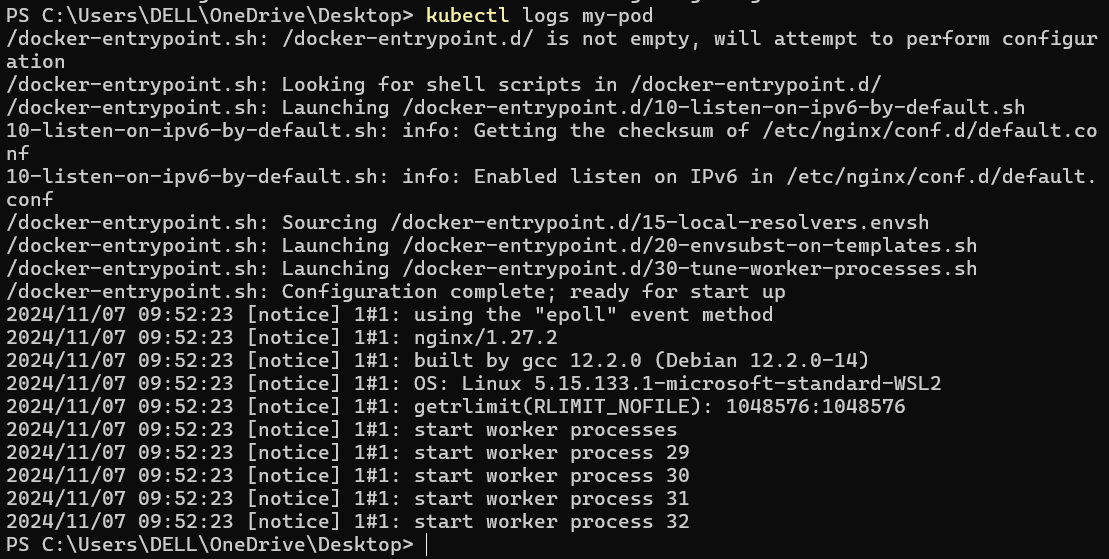 PS C:\Users\DELL\OneDrive\Desktop> kubectl logs my-pod
/docker-entrypoint.sh: /docker-entrypoint.d/ is not empty, will attempt to perform configur
ation
/docker-entrypoint.sh: Looking for shell scripts in /docker-entrypoint.d/
/docker-entrypoint.sh: Launching /docker-entrypoint.d/10-listen-on-ipv6-by-default.sh
10-listen-on-ipv6-by-default.sh: info: Getting the checksum of /etc/nginx/conf.d/default.co
nf
10-listen-on-ipv6-by-default.sh: info: Enabled listen on IPv6 in /etc/nginx/conf.d/default.
conf
/docker-entrypoint.sh: Sourcing /docker-entrypoint.d/15-local-resolvers.envsh
/docker-entrypoint.sh: Launching /docker-entrypoint.d/20-envsubst-on-templates.sh
/docker-entrypoint.sh: Launching /docker-entrypoint.d/30-tune-worker-processes.sh
/docker-entrypoint.sh: Configuration complete; ready for start up
2024/11/07 09:52:23 [notice] 1#1: using the "epoll" event method
2024/11/07 09:52:23 [notice] 1#1: nginx/1.27.2
2024/11/07 09:52:23 [notice] 1#1: built by gcc 12.2.0 (Debian 12.2.0-14)
2024/11/07 09:52:23 [notice] 1#1: OS: Linux 5.15.133.1-microsoft-standard-WSL2
2024/11/07 09:52:23 [notice] 1#1: getrlimit(RLIMIT_NOFILE): 1048576:1048576
2024/11/07 09:52:23 [notice] 1#1: start worker processes
2024/11/07 09:52:23 [notice] 1#1: start worker process 29
2024/11/07 09:52:23 [notice] 1#1: start worker process 30
2024/11/07 09:52:23 [notice] 1#1: start worker process 31
2024/11/07 09:52:23 [notice] 1#1: start worker process 32
PS C:\Users\DELL\OneDrive\Desktop>